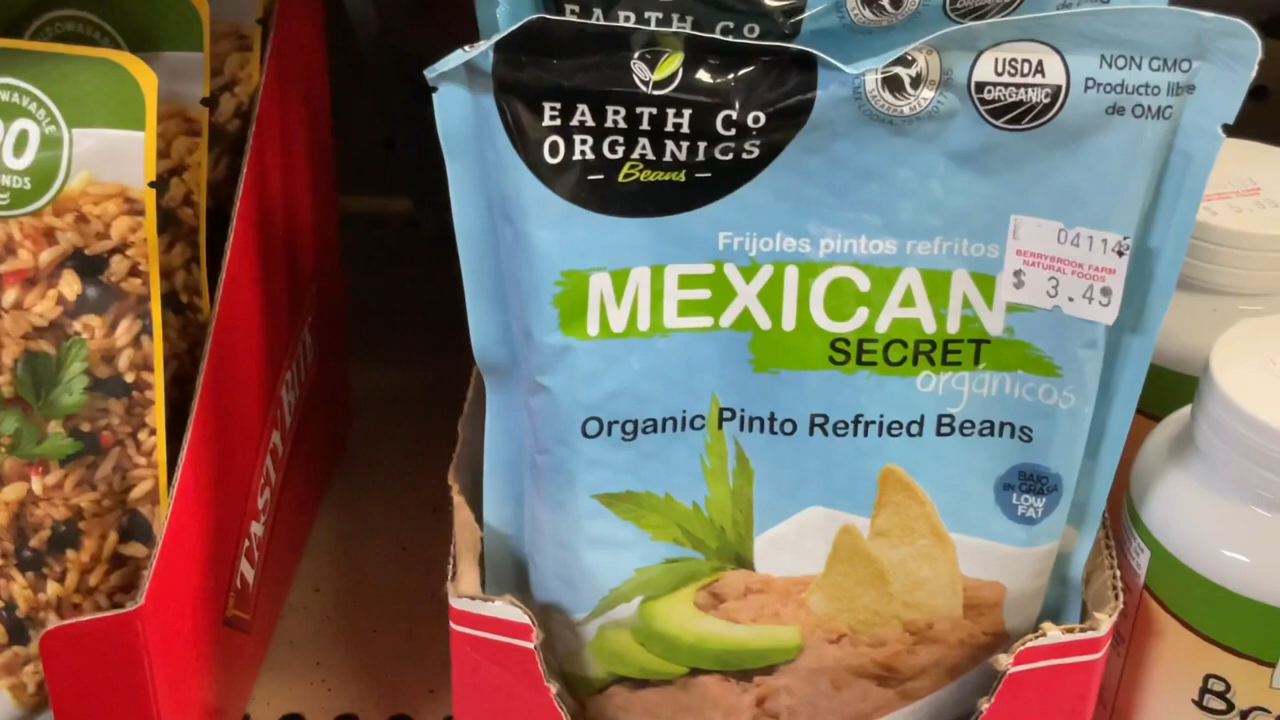 EARTH Co
EARTH Co
ORGANICS
Beans
USDA
ORGANIC
NON GMO
Producto libre
de OMG
Frijoles pintos refritos
MEXICAN
SECRET
orgánicos
Organic Pinto Refried Beans
BAJO
EN GRASA
LOW
FAT
04114
BERRYBROOK FARM
NATURAL FOODS
$ 3.49
TASTY BITE